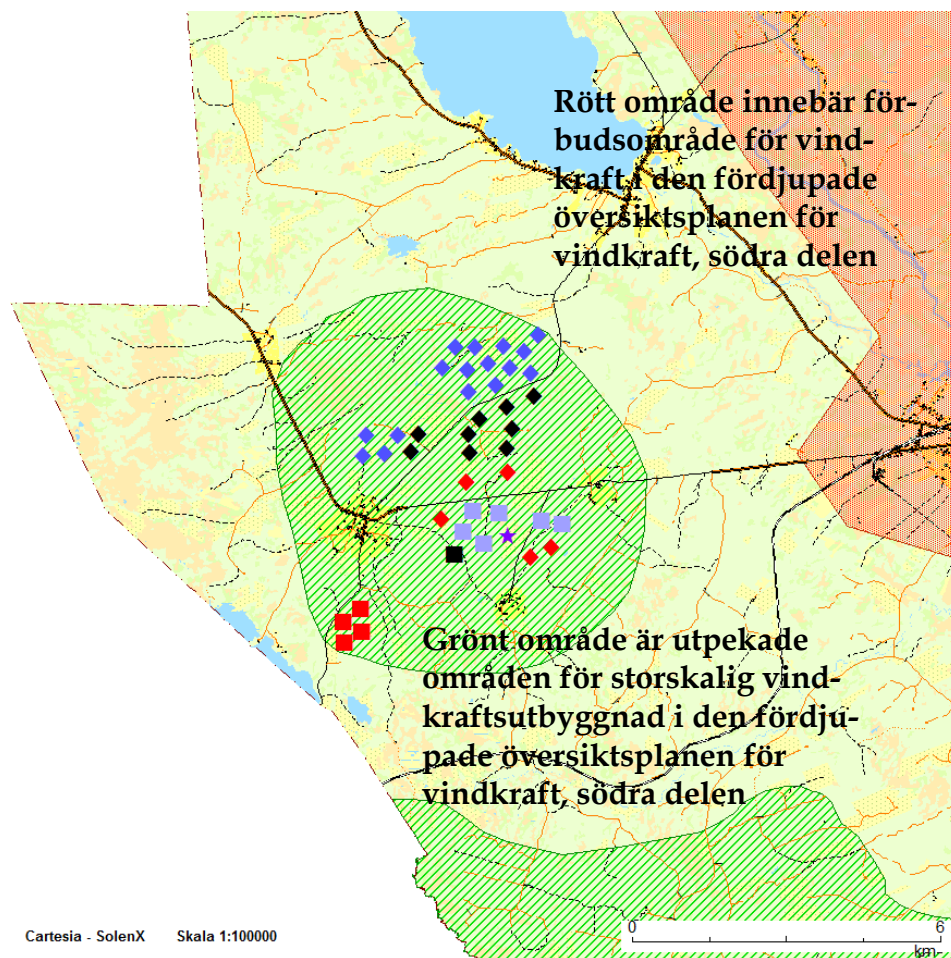 Rött område innebär för-
budsområde för vind-
kraft i den fördjupade
översiktsplanen för
vindkraft, södra delen
Grönt område är utpekade
områden för storskalig vind-
kraftsutbyggnad i den fördju-
pade översiktsplanen för
vindkraft, södra delen
Cartesia - SolenX Skala 1:100000
0 6
km